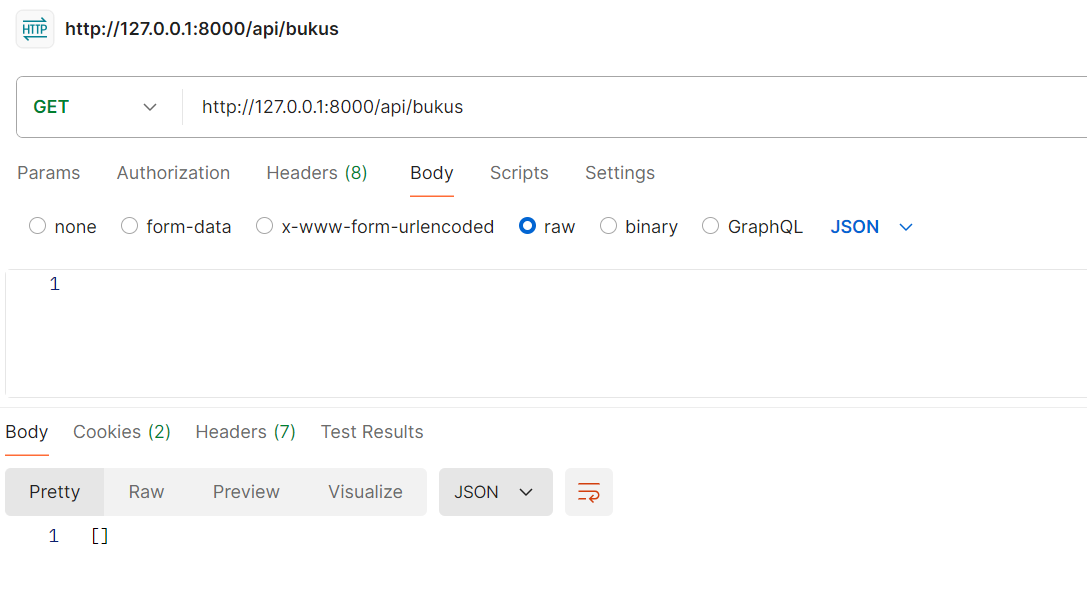 HTTP http://127.0.0.1:8000/api/bukus
GET http://127.0.0.1:8000/api/bukus
Params Authorization Headers (8) Body Scripts Settings
none form-data x-www-form-urlencoded raw binary GraphQL JSON
1
Body Cookies (2) Headers (7) Test Results
Pretty Raw Preview Visualize JSON
1 []